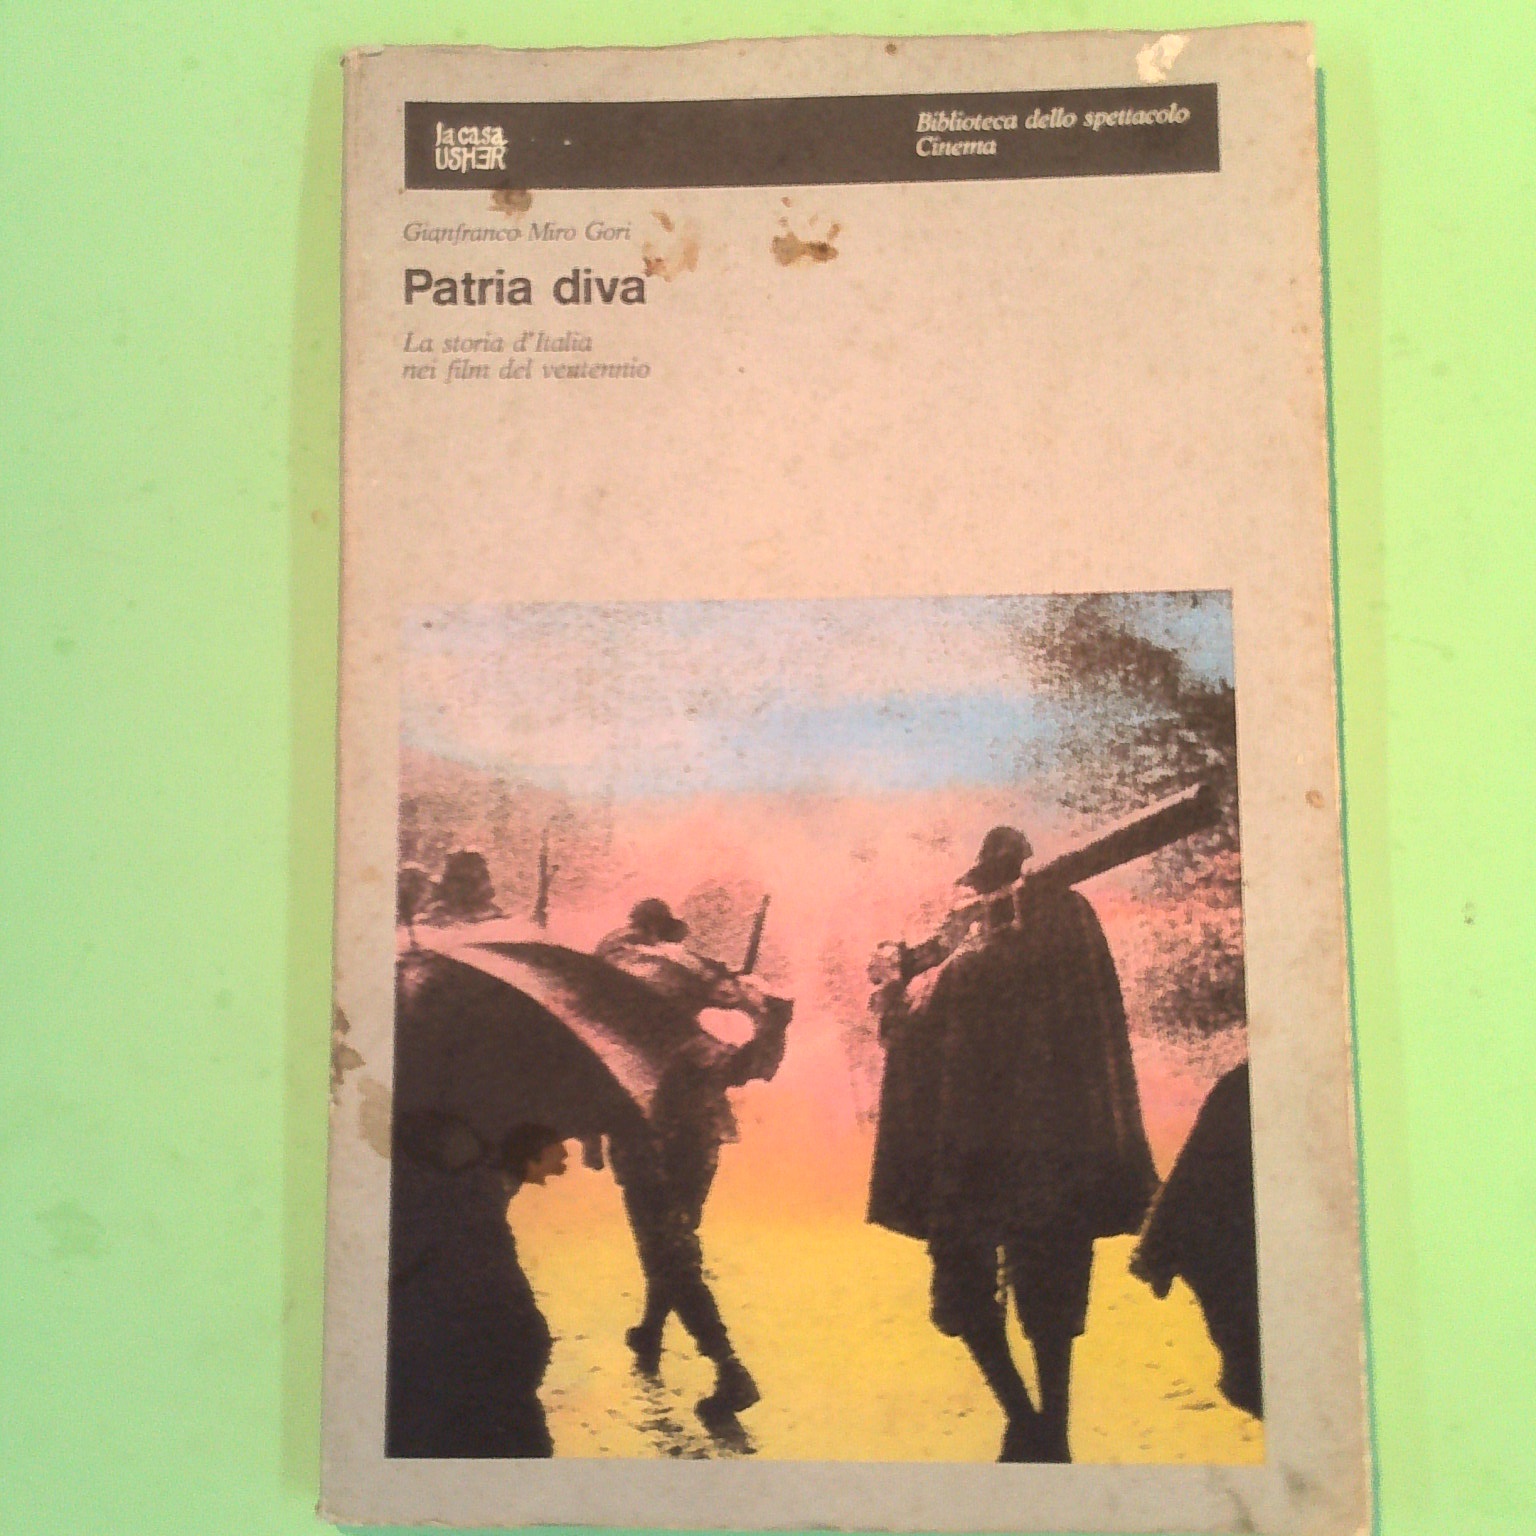 la casa
USHER
Biblioteca dello spettacolo
Cinema
Gianfranco Miro Gori
Patria diva
La storia d'Italia
nei film del ventennio